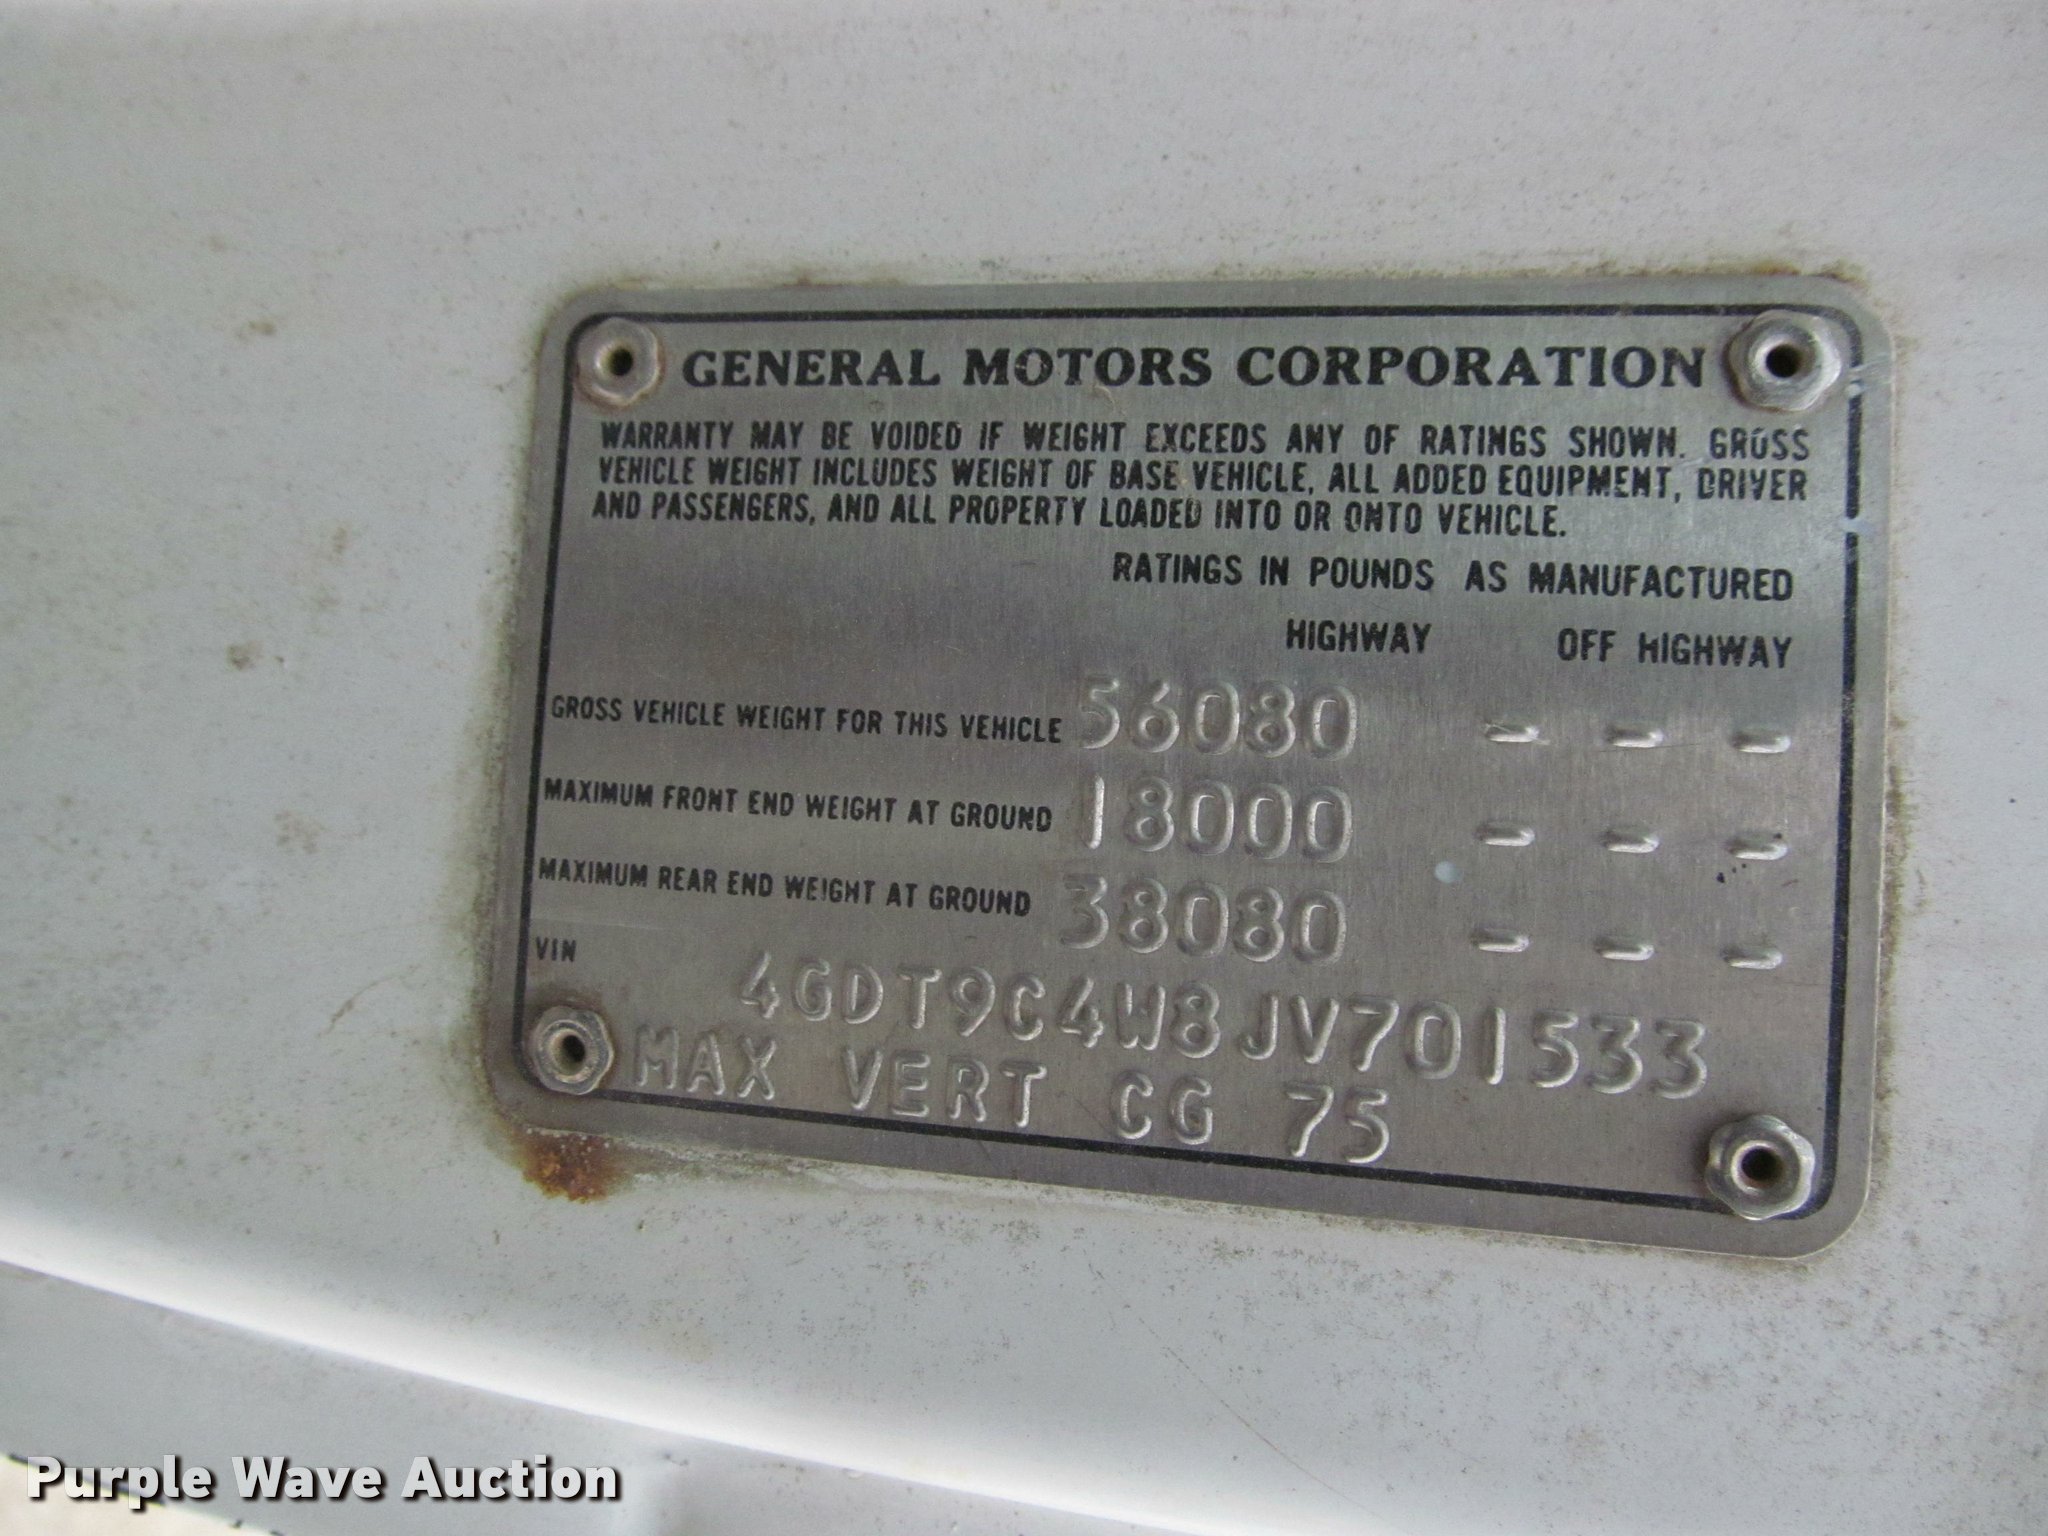 GENERAL MOTORS CORPORATION
WARRANTY MAY BE VOIDED IF WEIGHT EXCEEDS ANY OF RATINGS SHOWN. GROSS
VEHICLE WEIGHT INCLUDES WEIGHT OF BASE VEHICLE, ALL ADDED EQUIPMENT, DRIVER
AND PASSENGERS, AND ALL PROPERTY LOADED INTO OR ONTO VEHICLE.
RATINGS IN POUNDS AS MANUFACTURED
HIGHWAY OFF HIGHWAY
GROSS VEHICLE WEIGHT FOR THIS VEHICLE 56080 - - -
MAXIMUM FRONT END WEIGHT AT GROUND 18000 - - -
MAXIMUM REAR END WEIGHT AT GROUND 38080 - - -
VIN 4GDT9C4W8JV701533
MAX VERT CG 75
Purple Wave Auction